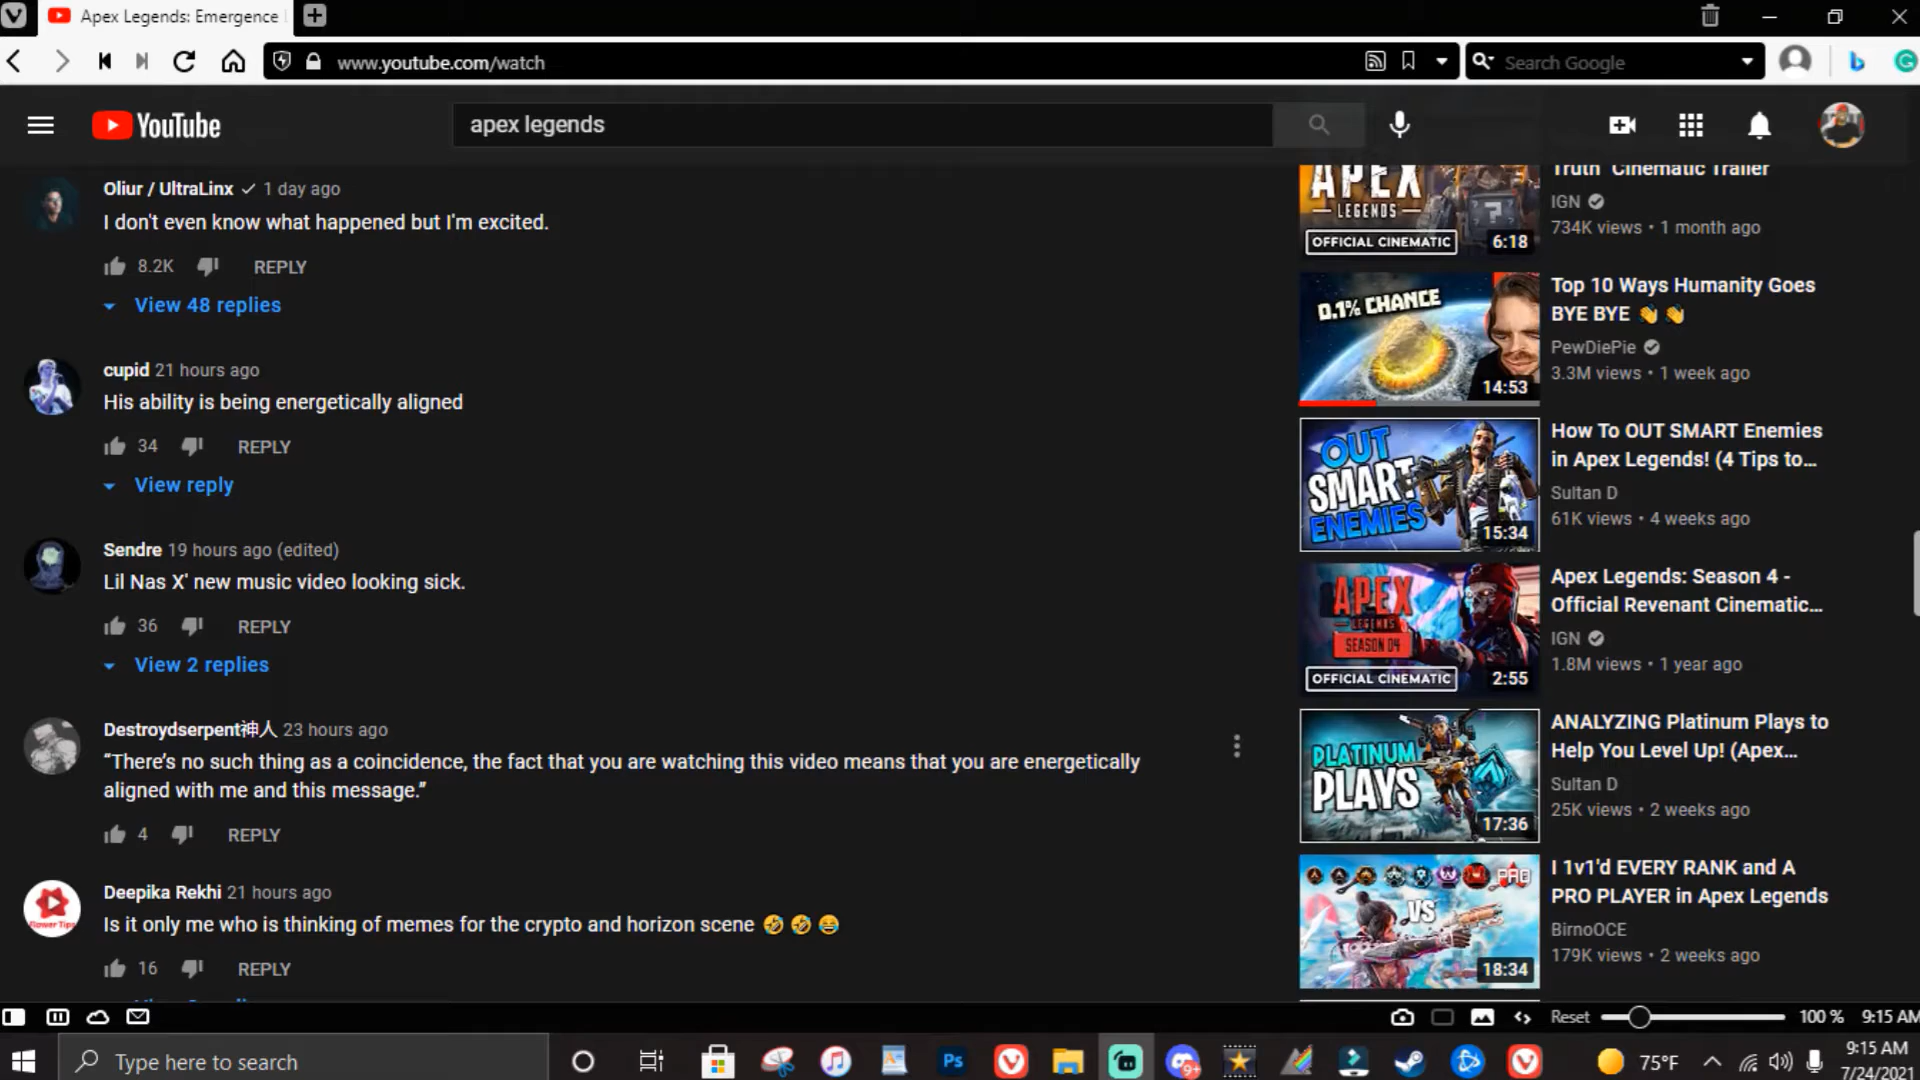 Apex Legends: Emergence
www.youtube.com/watch
Search Google
YouTube
apex legends
Oliur / UltraLinx 1 day ago
I don't even know what happened but I'm excited.
8.2K REPLY
View 48 replies
cupid 21 hours ago
His ability is being energetically aligned
34 REPLY
View reply
Sendre 19 hours ago (edited)
Lil Nas X' new music video looking sick.
36 REPLY
View 2 replies
Destroydserpent神人 23 hours ago
“There’s no such thing as a coincidence, the fact that you are watching this video means that you are energetically
aligned with me and this message.”
4 REPLY
Deepika Rekhi 21 hours ago
Is it only me who is thinking of memes for the crypto and horizon scene 🤣 🤣 😂
16 REPLY
APEX
LEGENDS
OFFICIAL CINEMATIC 6:18
Truth" Cinematic Trailer
IGN
734K views • 1 month ago
0.1% CHANCE
14:53
Top 10 Ways Humanity Goes
BYE BYE 👋 👋
PewDiePie
3.3M views • 1 week ago
OUT
SMART
ENEMIES
15:34
How To OUT SMART Enemies
in Apex Legends! (4 Tips to...
Sultan D
61K views • 4 weeks ago
APEX
LEGENDS
SEASON 04
OFFICIAL CINEMATIC 2:55
Apex Legends: Season 4 -
Official Revenant Cinematic...
IGN
1.8M views • 1 year ago
PLATINUM
PLAYS
17:36
ANALYZING Platinum Plays to
Help You Level Up! (Apex...
Sultan D
25K views • 2 weeks ago
PRO
VS
18:34
I 1v1'd EVERY RANK and A
PRO PLAYER in Apex Legends
BirnoOCE
179K views • 2 weeks ago
Reset 100 % 9:15 AM
Type here to search
Ps
9+
75°F
9:15 AM
7/24/2021